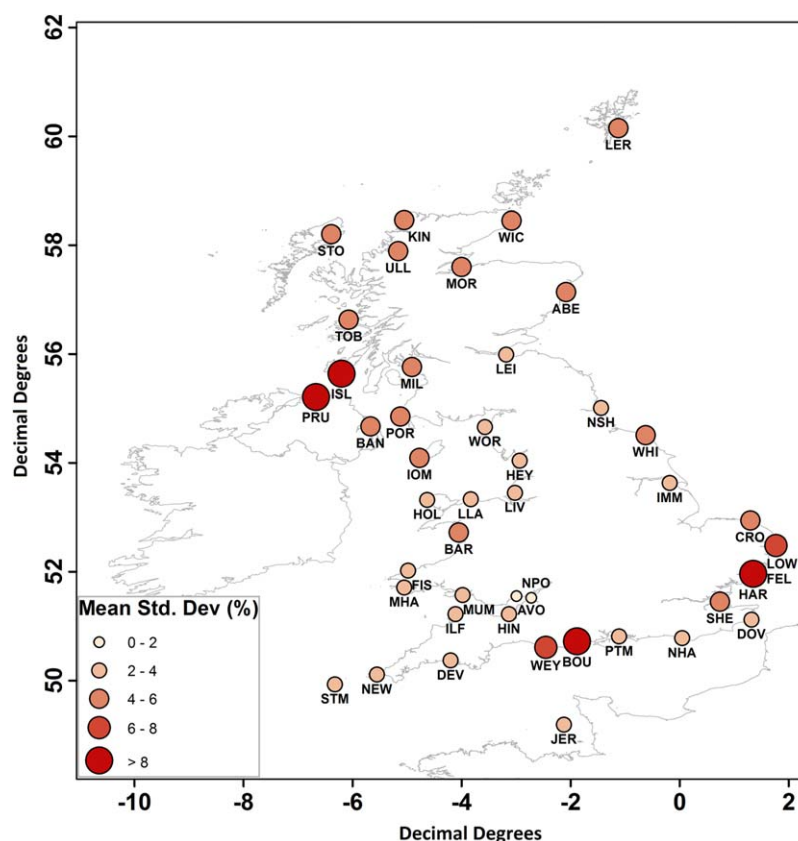 62
60
58
56
54
52
50
Decimal Degrees
LER
KIN
WIC
STO
ULL
MOR
ABE
TOB
LEI
MIL
ISL
PRU
NSH
POR
BAN
WOR
WHI
IOM
HEY
IMM
HOL
LLA
LIV
CRO
BAR
LOW
FIS
NPO
HAR
FEL
MHA
MUM
AVO
SHE
ILF
HIN
DOV
WEY
BOU
PTM
NHA
DEV
STM
NEW
JER
Mean Std. Dev (%)
0 - 2
2 - 4
4 - 6
6 - 8
> 8
-10
-8
-6
-4
-2
0
2
Decimal Degrees